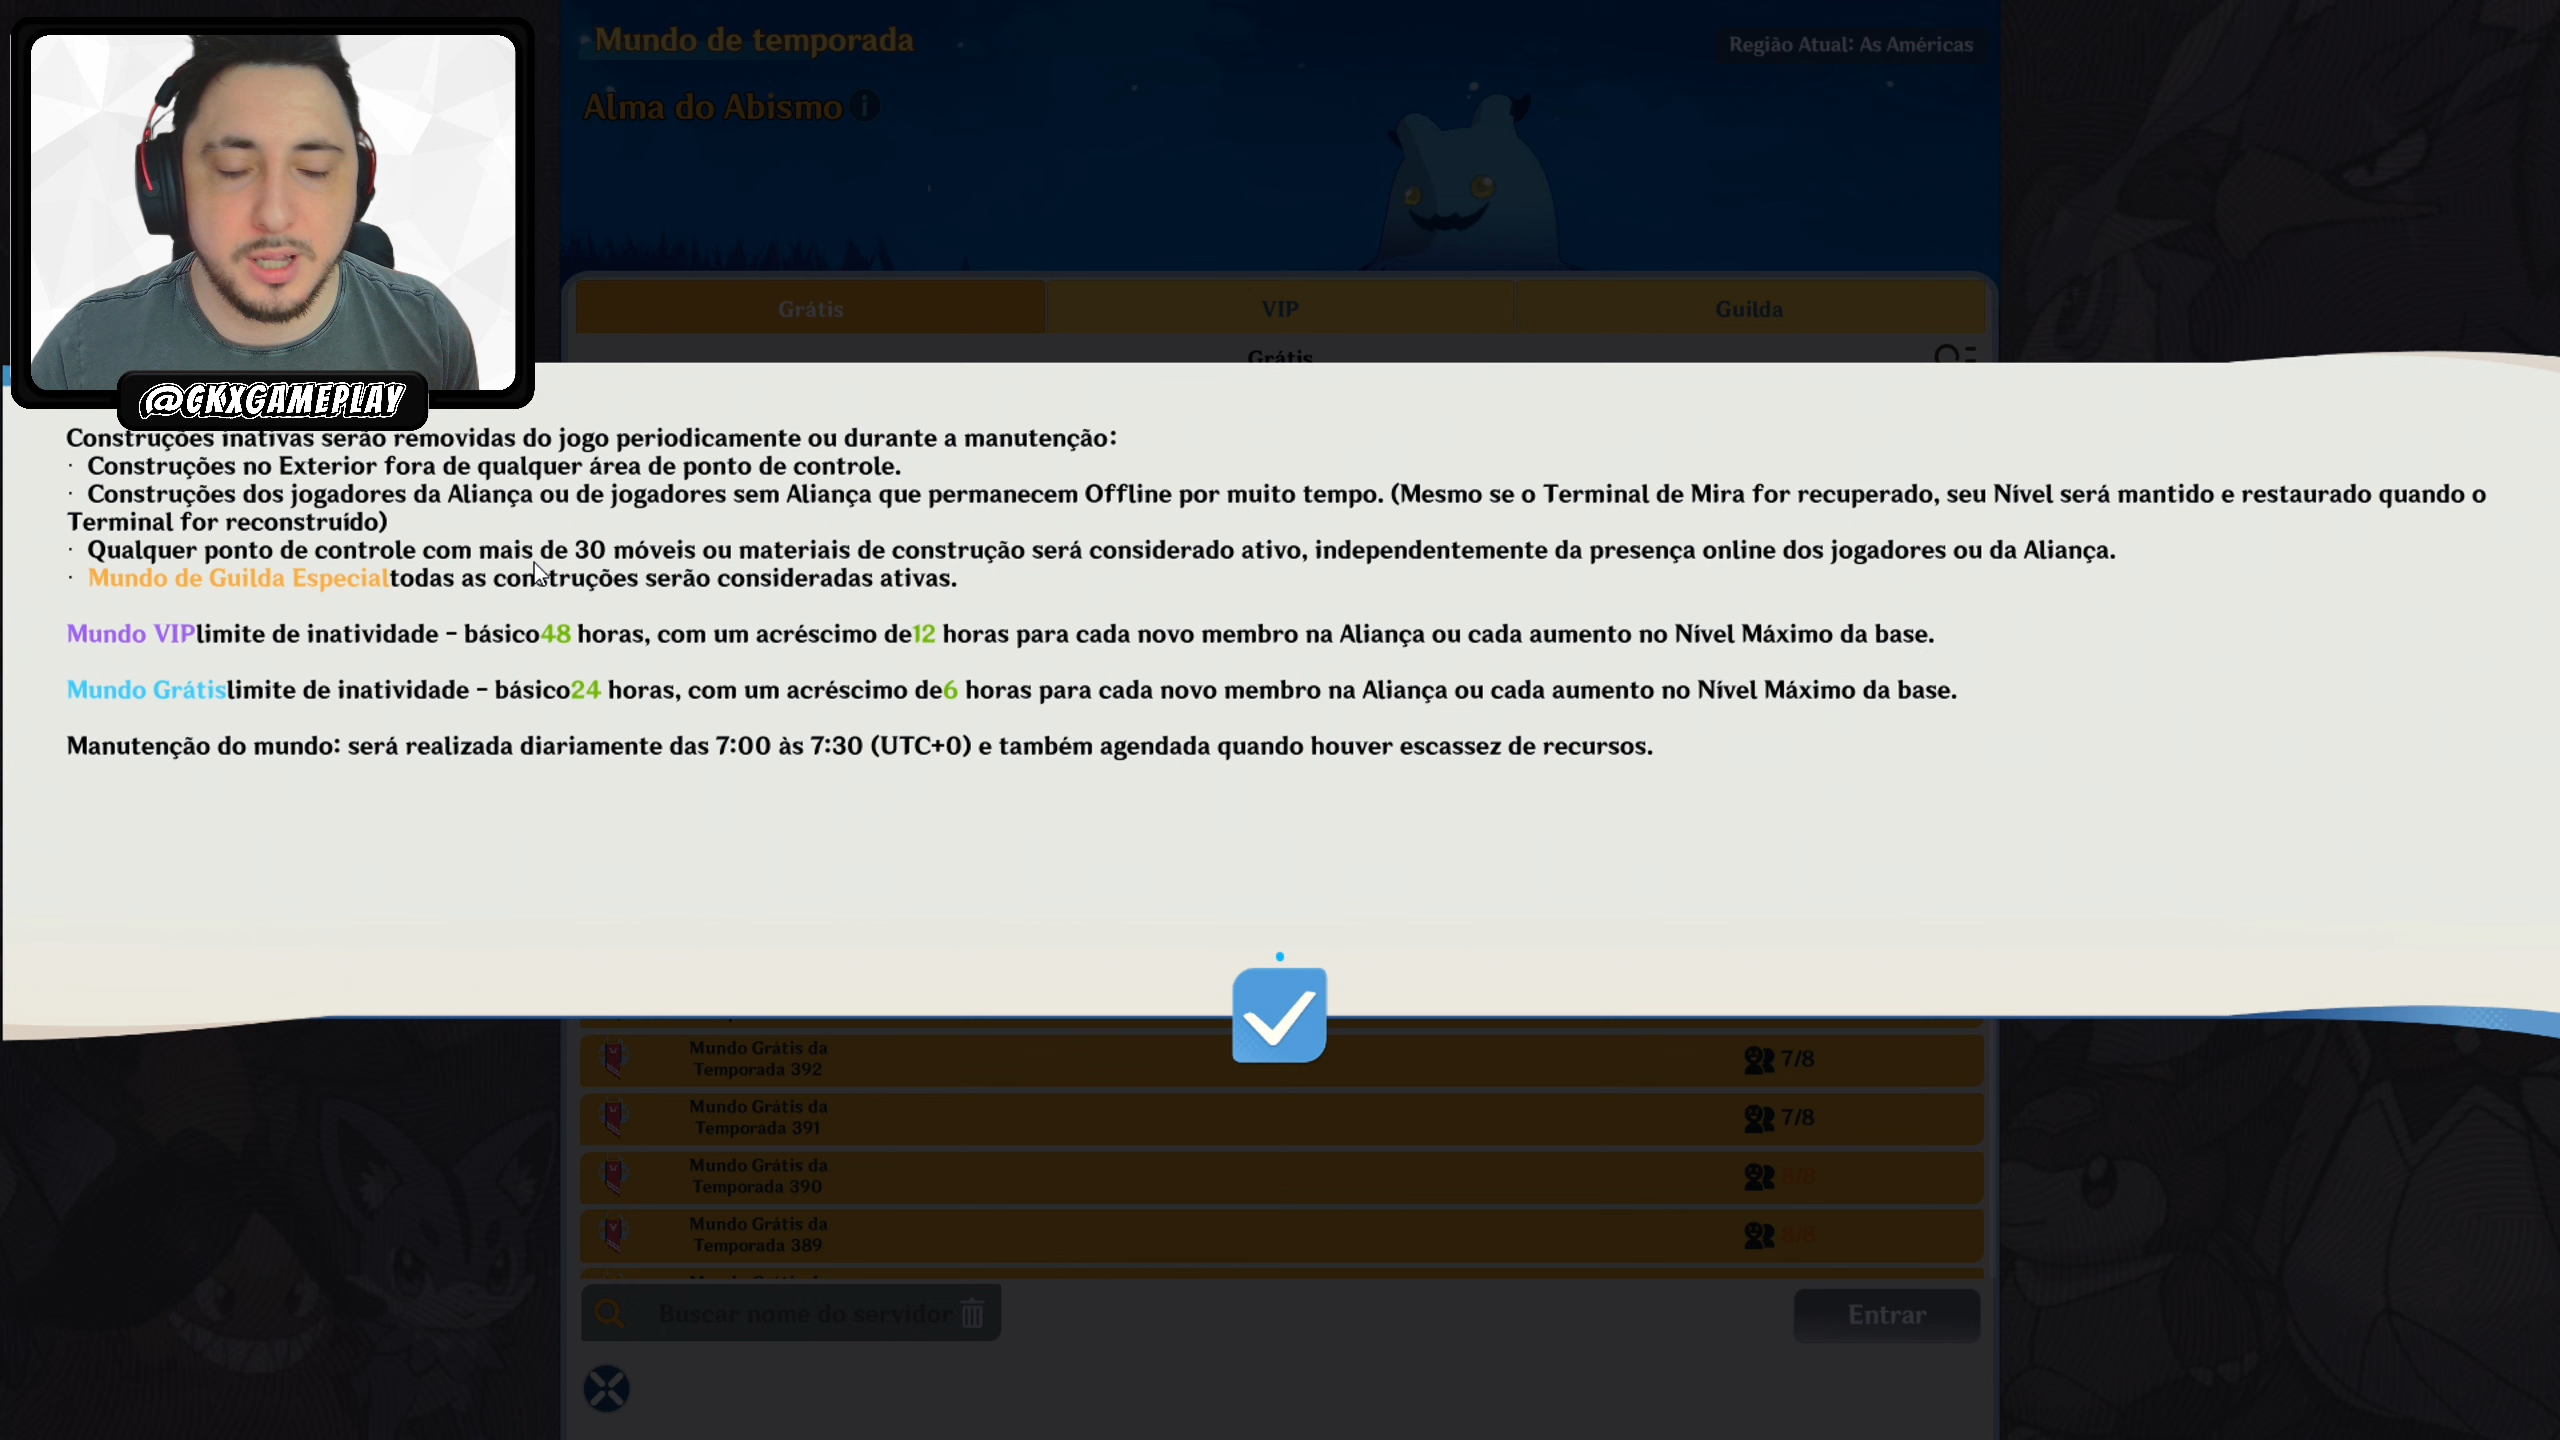 Mundo de temporada
Região Atual: As Américas
Alma do Abismo
Grátis
VIP
Guilda
Grátis
@CKXGAMEPLAY
Construções inativas serão removidas do jogo periodicamente ou durante a manutenção:
· Construções no Exterior fora de qualquer área de ponto de controle.
· Construções dos jogadores da Aliança ou de jogadores sem Aliança que permanecem Offline por muito tempo. (Mesmo se o Terminal de Mira for recuperado, seu Nível será mantido e restaurado quando o
Terminal for reconstruído)
· Qualquer ponto de controle com mais de 30 móveis ou materiais de construção será considerado ativo, independentemente da presença online dos jogadores ou da Aliança.
· Mundo de Guilda Especialtodas as construções serão consideradas ativas.
Mundo VIPlimite de inatividade - básico48 horas, com um acréscimo de12 horas para cada novo membro na Aliança ou cada aumento no Nível Máximo da base.
Mundo Grátislimite de inatividade - básico24 horas, com um acréscimo de6 horas para cada novo membro na Aliança ou cada aumento no Nível Máximo da base.
Manutenção do mundo: será realizada diariamente das 7:00 às 7:30 (UTC+0) e também agendada quando houver escassez de recursos.
Mundo Grátis da
Temporada 392
7/8
Mundo Grátis da
Temporada 391
7/8
Mundo Grátis da
Temporada 390
8/8
Mundo Grátis da
Temporada 389
8/8
Buscar nome do servidor
Entrar